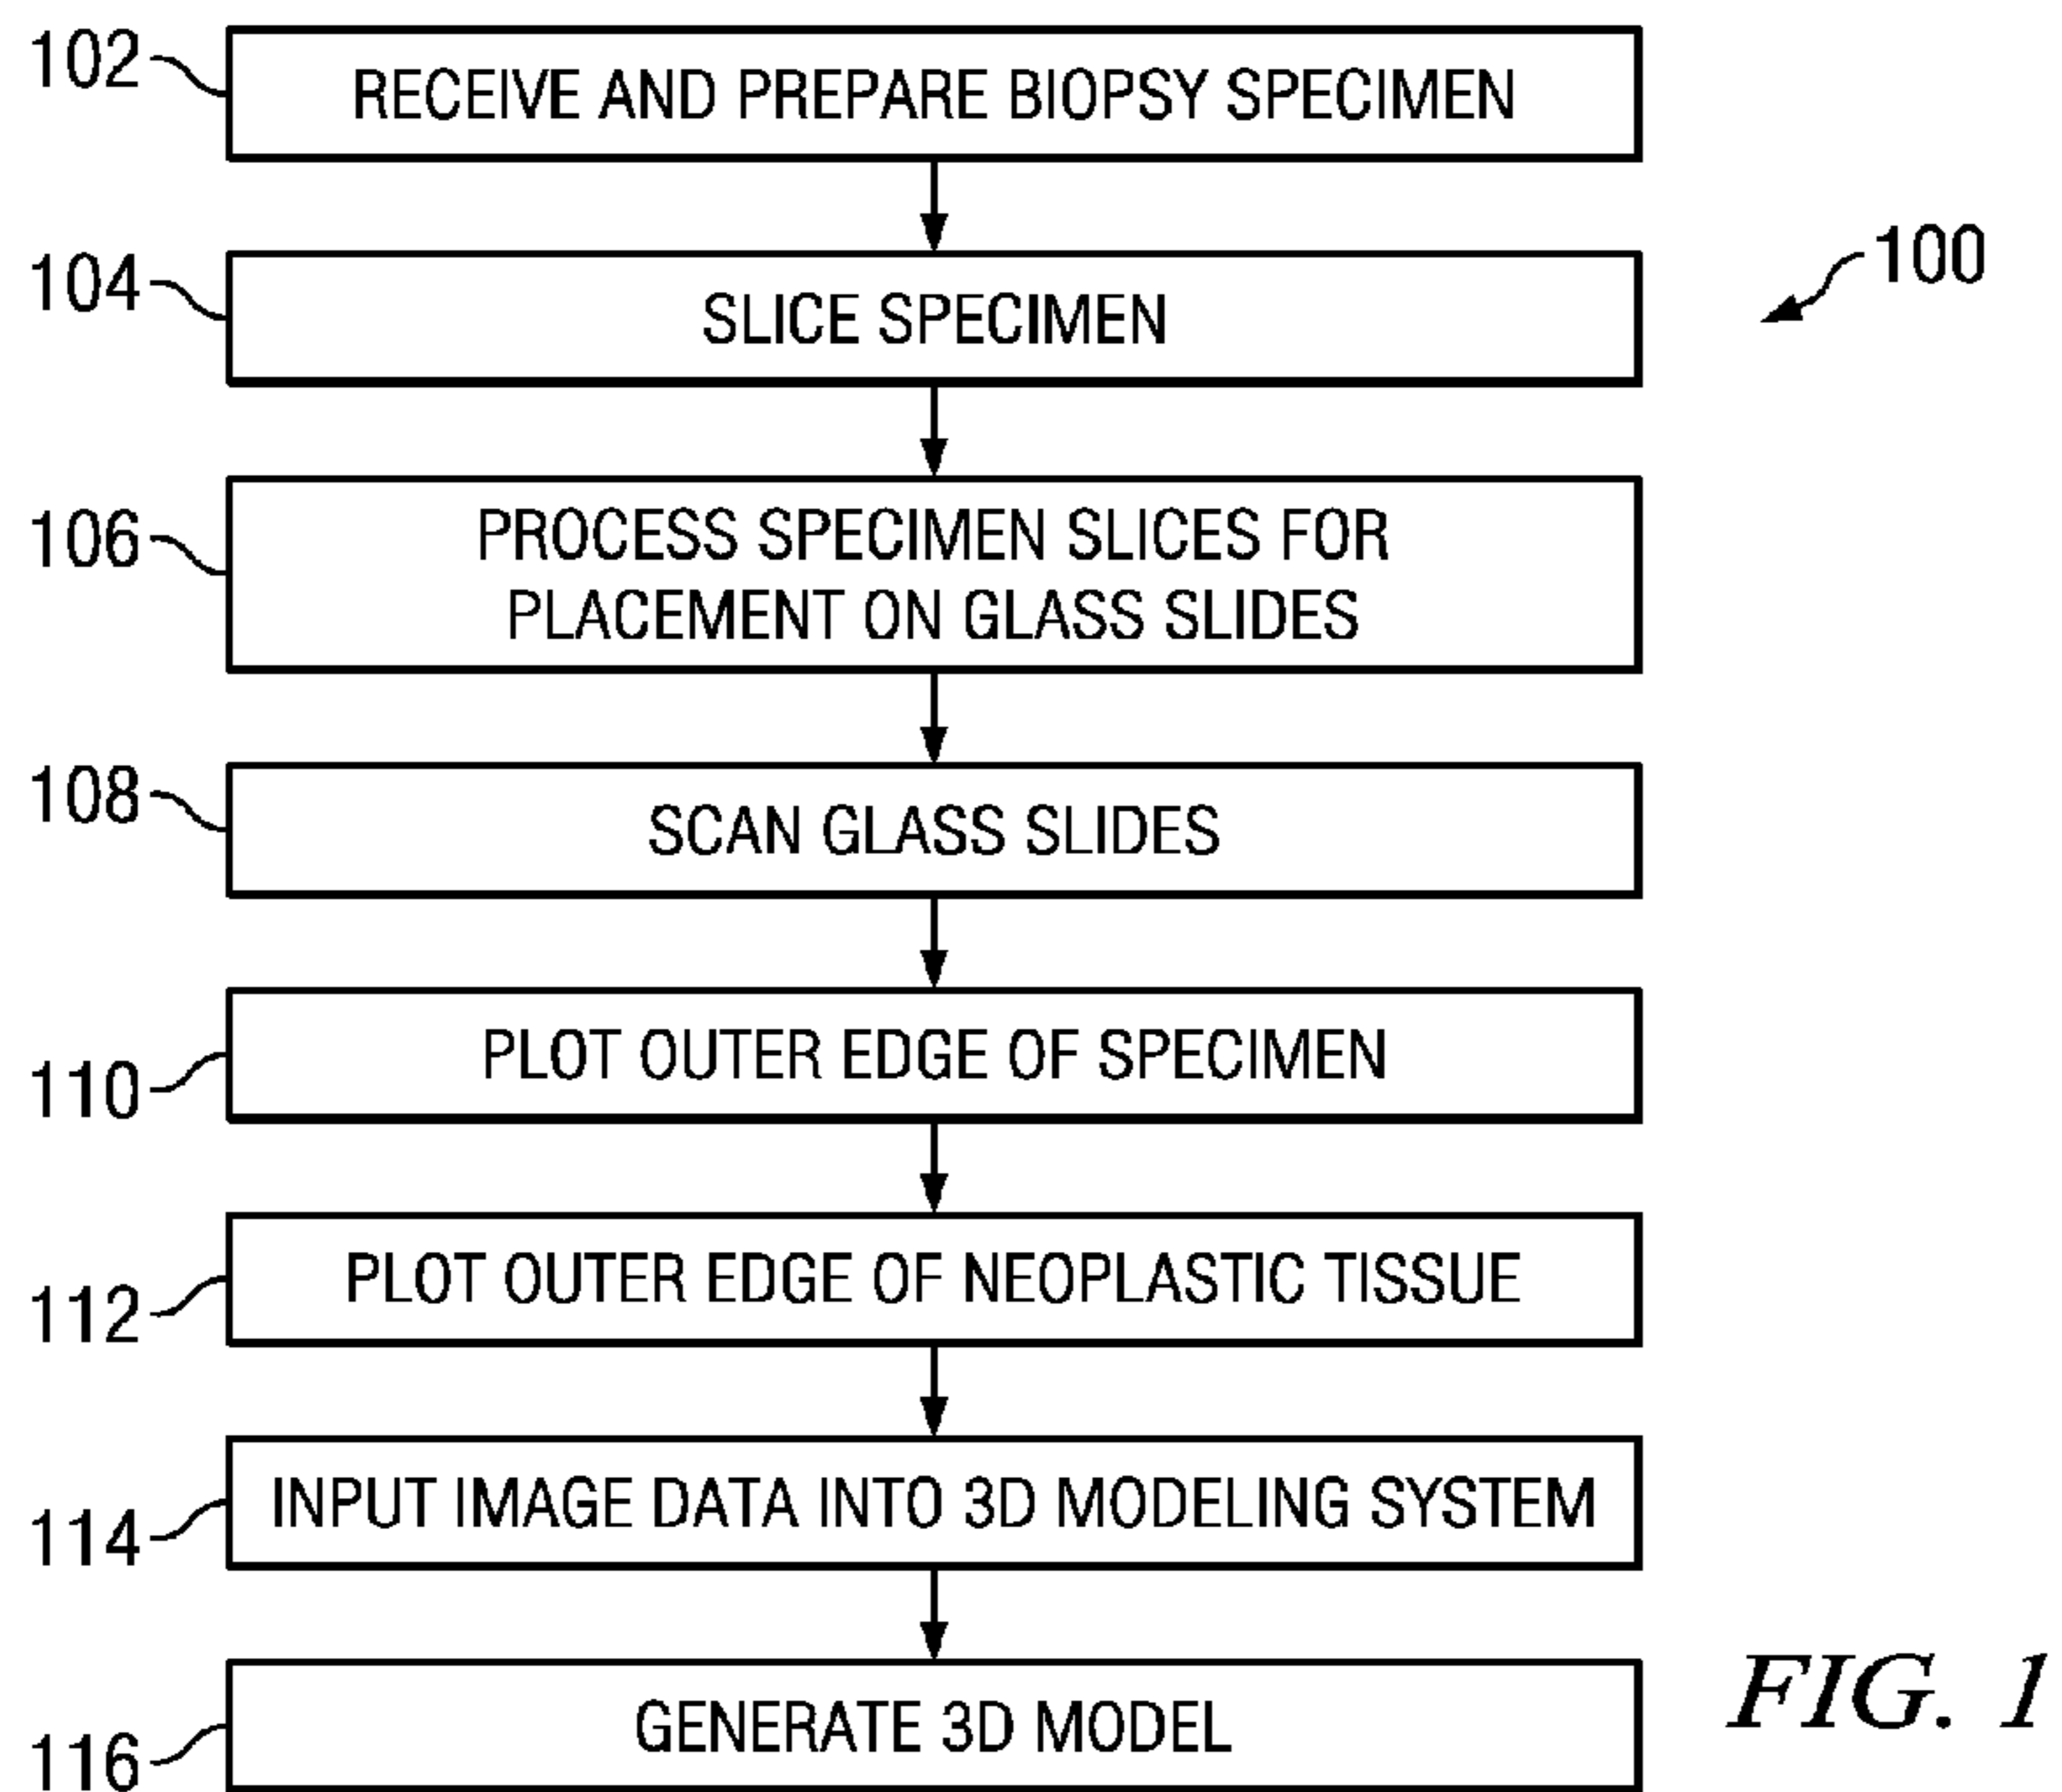 102
RECEIVE AND PREPARE BIOPSY SPECIMEN
104
SLICE SPECIMEN
100
106
PROCESS SPECIMEN SLICES FOR
PLACEMENT ON GLASS SLIDES
108
SCAN GLASS SLIDES
110
PLOT OUTER EDGE OF SPECIMEN
112
PLOT OUTER EDGE OF NEOPLASTIC TISSUE
114
INPUT IMAGE DATA INTO 3D MODELING SYSTEM
116
GENERATE 3D MODEL
FIG. 1